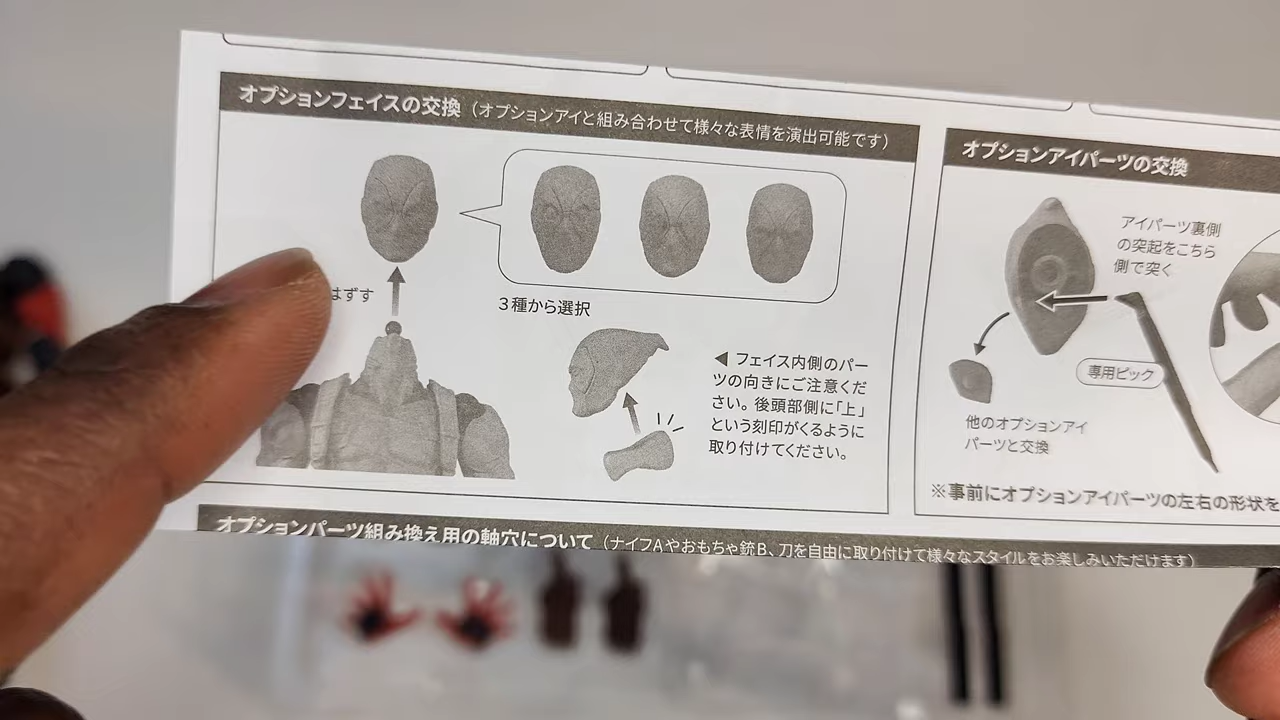 オプションフェイスの交換（オプションアイと組み合わせて様々な表情を演出可能です）
はずす
３種から選択
◀ フェイス内側のパー
ツの向きにご注意くだ
さい。後頭部側に「上」
という刻印がくるように
取り付けてください。
オプションアイパーツの交換
アイパーツ裏側
の突起をこちら
側で突く
専用ピック
他のオプションアイ
パーツと交換
※事前にオプションアイパーツの左右の形状を
オプションパーツ組み換え用の軸穴について（ナイフAやおもちゃ銃B、刀を自由に取り付けて様々なスタイルをお楽しみいただけます）